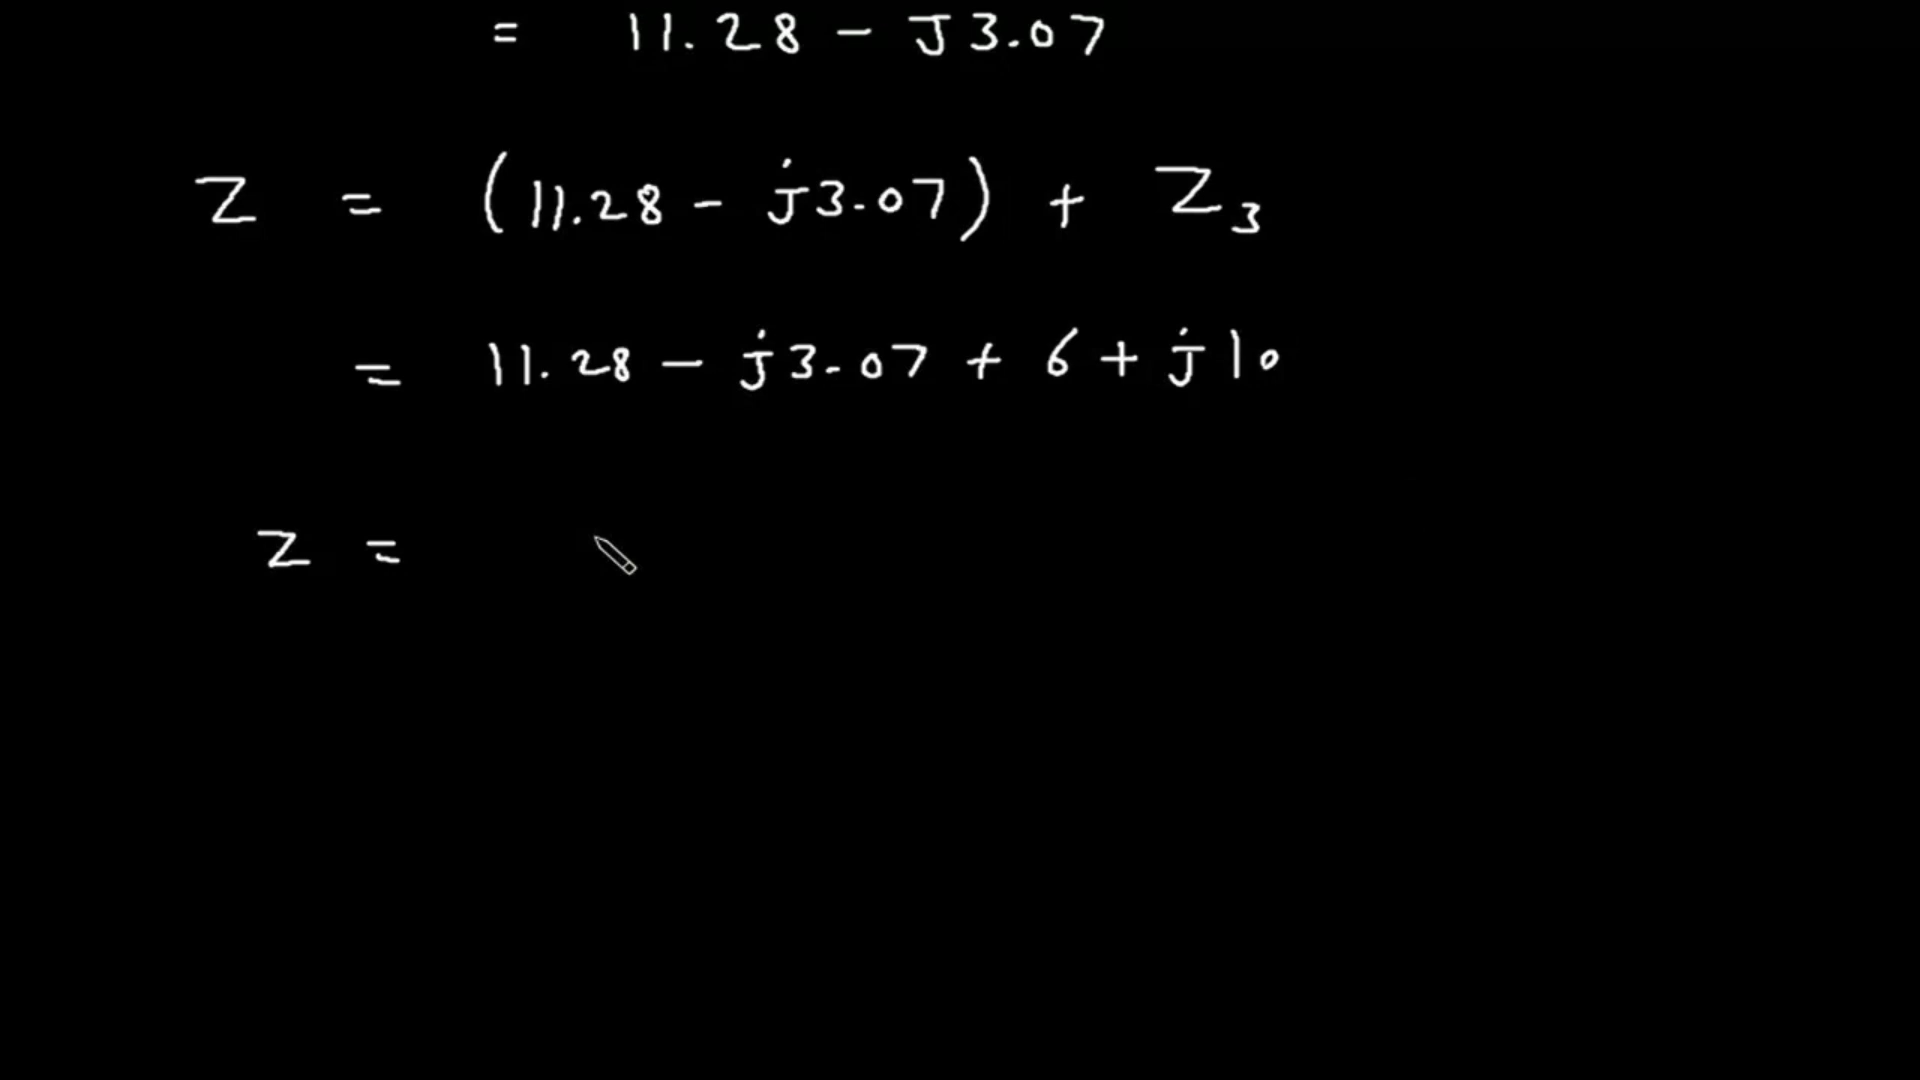 = 11.28 - J3.07
Z = (11.28 - j3.07) + Z₃
= 11.28 - j3.07 + 6 + j10
Z =